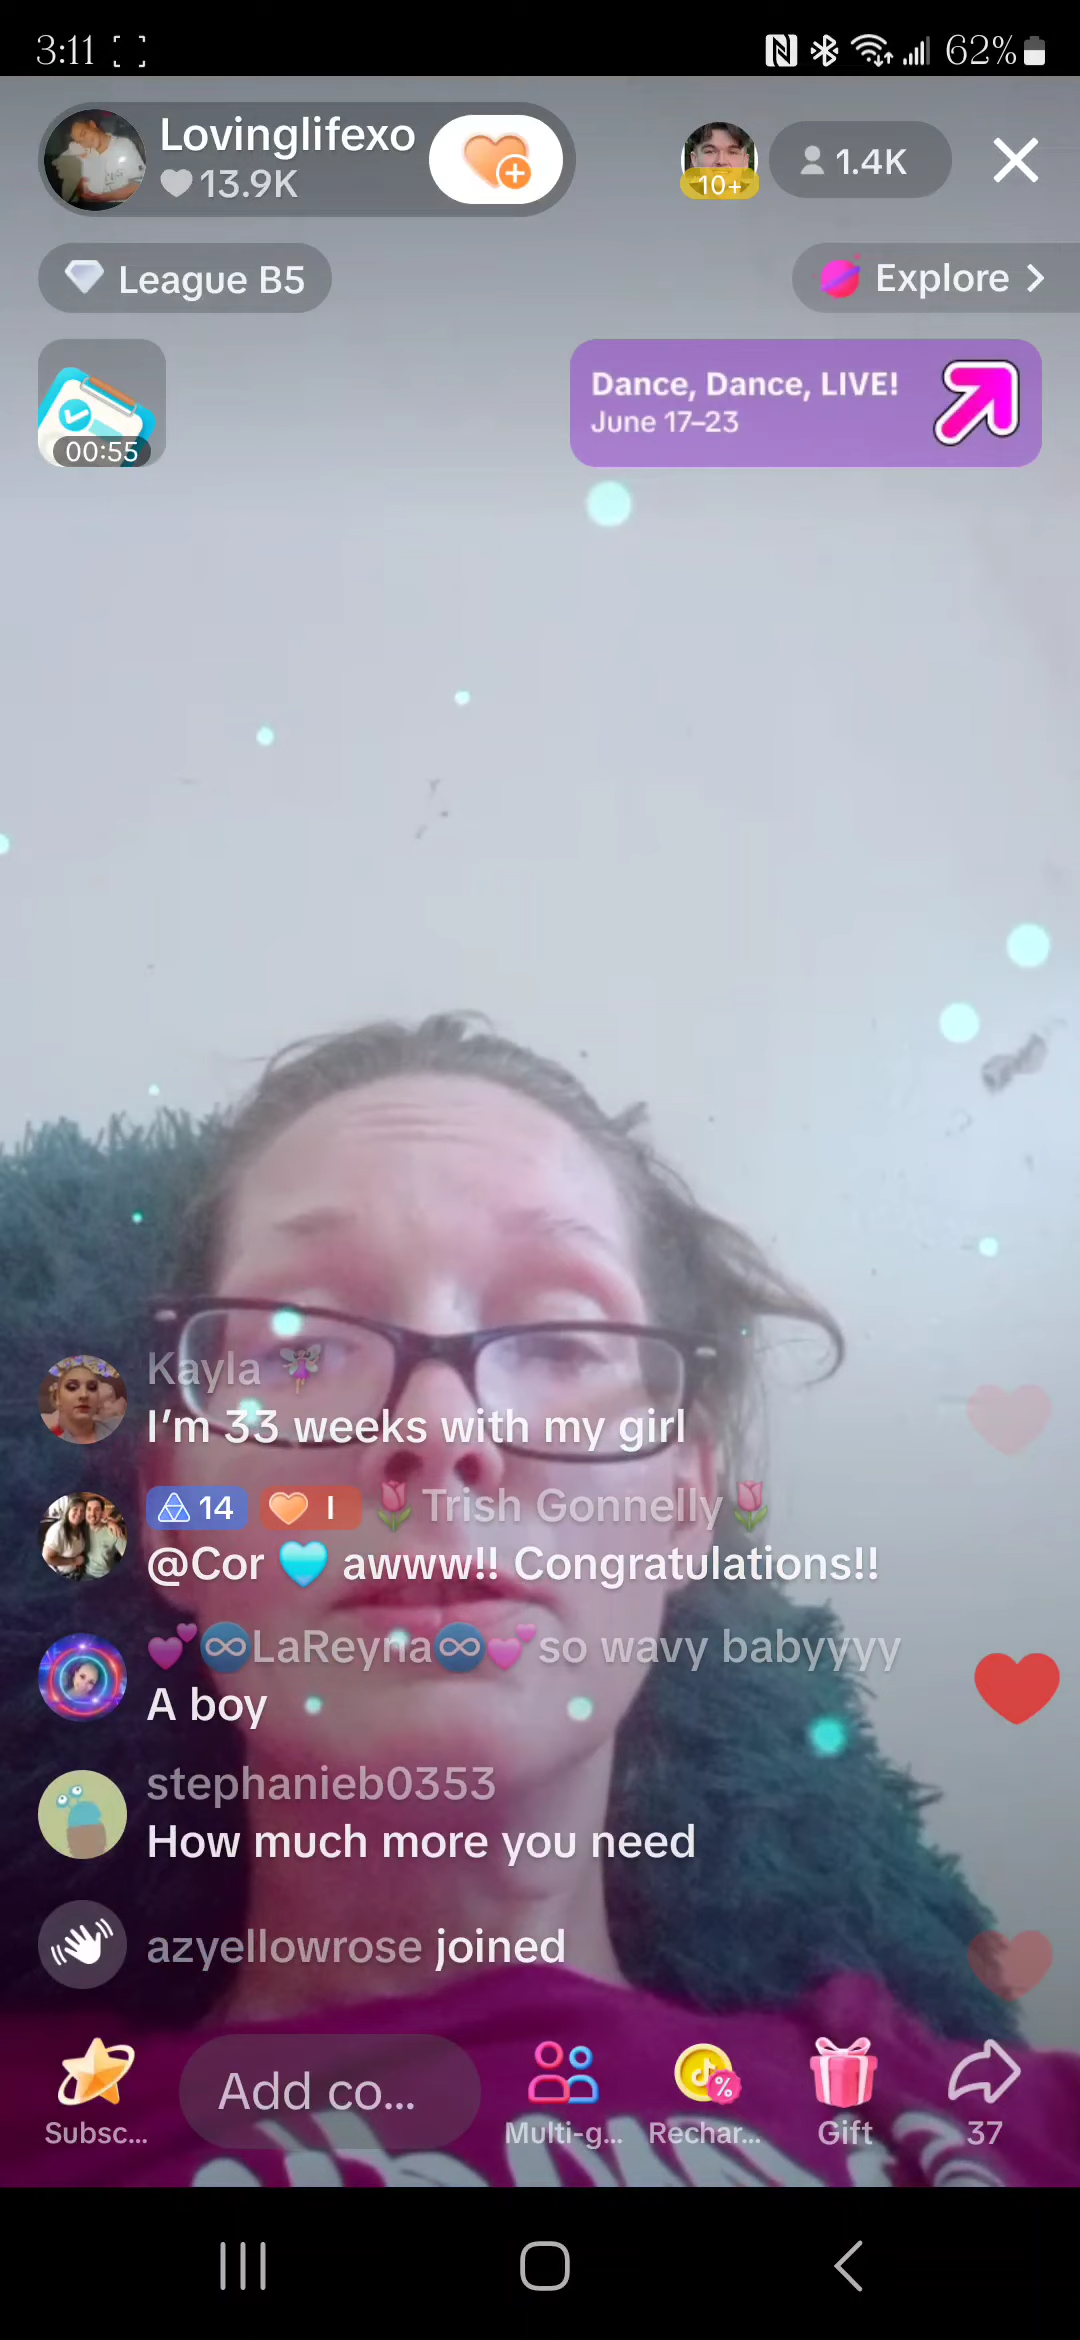 3:11
62%
Lovinglifexo
13.9K
10+
1.4K
League B5
Explore
Dance, Dance, LIVE!
June 17–23
00:55
Kayla
I'm 33 weeks with my girl
14 I Trish Gonnelly
@Cor 🩵 awww!! Congratulations!!
💕♾️LaReyna♾️💕so wavy babyyyy
A boy
stephanieb0353
How much more you need
azyellowrose joined
Add co...
Subsc...
Multi-g...
Rechar...
Gift
37